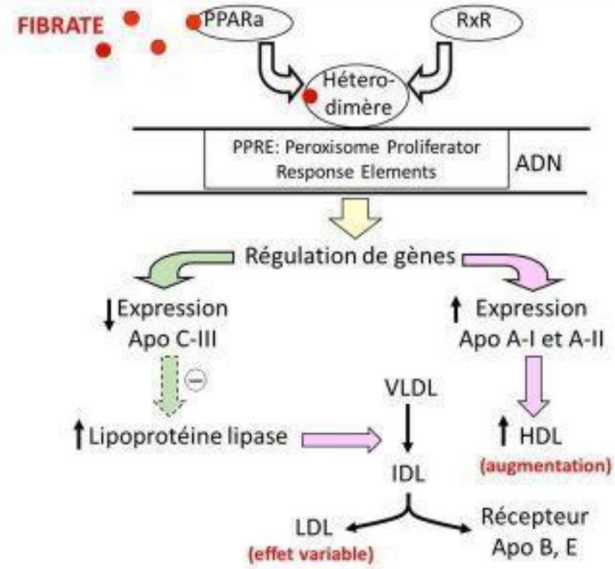 FIBRATE
PPARa
RxR
Hétéro-
dimère
PPRE: Peroxisome Proliferator
Response Elements
ADN
Régulation de gènes
Expression
Apo C-III
Expression
Apo A-I et A-II
Lipoprotéine lipase
VLDL
HDL
(augmentation)
IDL
LDL
(effet variable)
Récepteur
Apo B, E